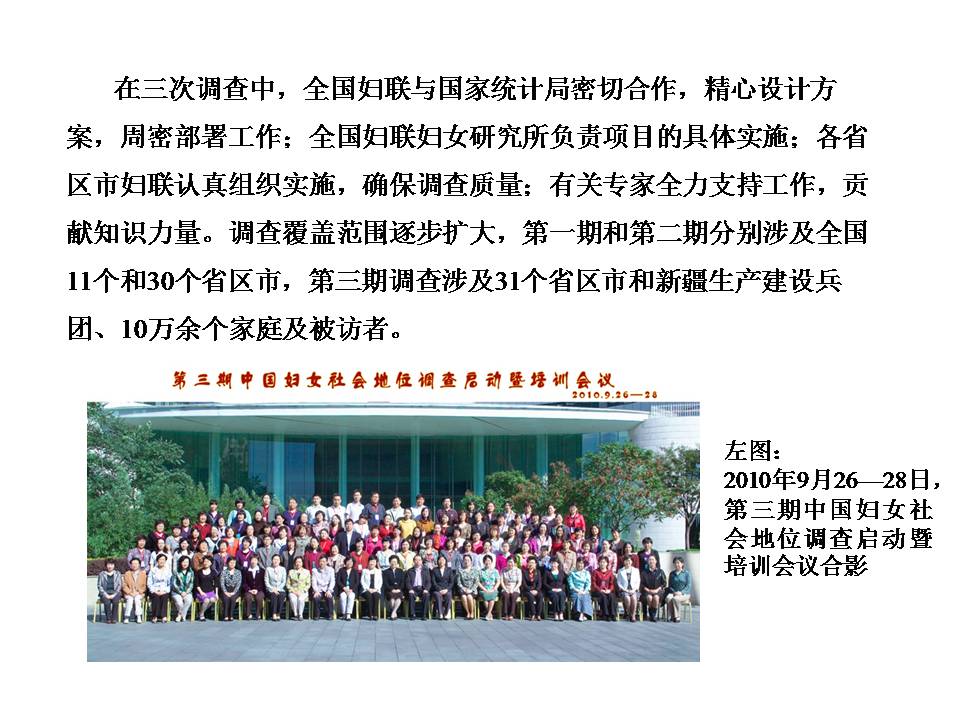 在三次调查中，全国妇联与国家统计局密切合作，精心设计方
案，周密部署工作；全国妇联妇女研究所负责项目的具体实施；各省
区市妇联认真组织实施，确保调查质量；有关专家全力支持工作，贡
献知识力量。调查覆盖范围逐步扩大，第一期和第二期分别涉及全国
11个和30个省区市，第三期调查涉及31个省区市和新疆生产建设兵
团、10万余个家庭及被访者。
第三期中国妇女社会地位调查启动暨培训会议
2010.9.26—28
左图：
2010年9月26—28日，
第三期中国妇女社
会地位调查启动暨
培训会议合影